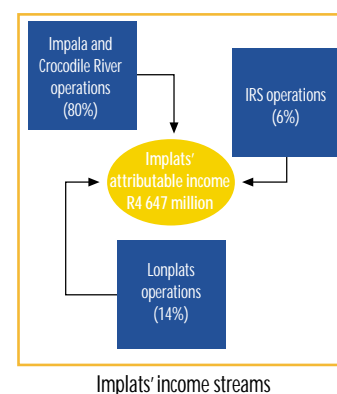 Impala and
Crocodile River
operations
(80%)
IRS operations
(6%)
Implats'
attributable income
R4 647 million
Lonplats
operations
(14%)
Implats' income streams